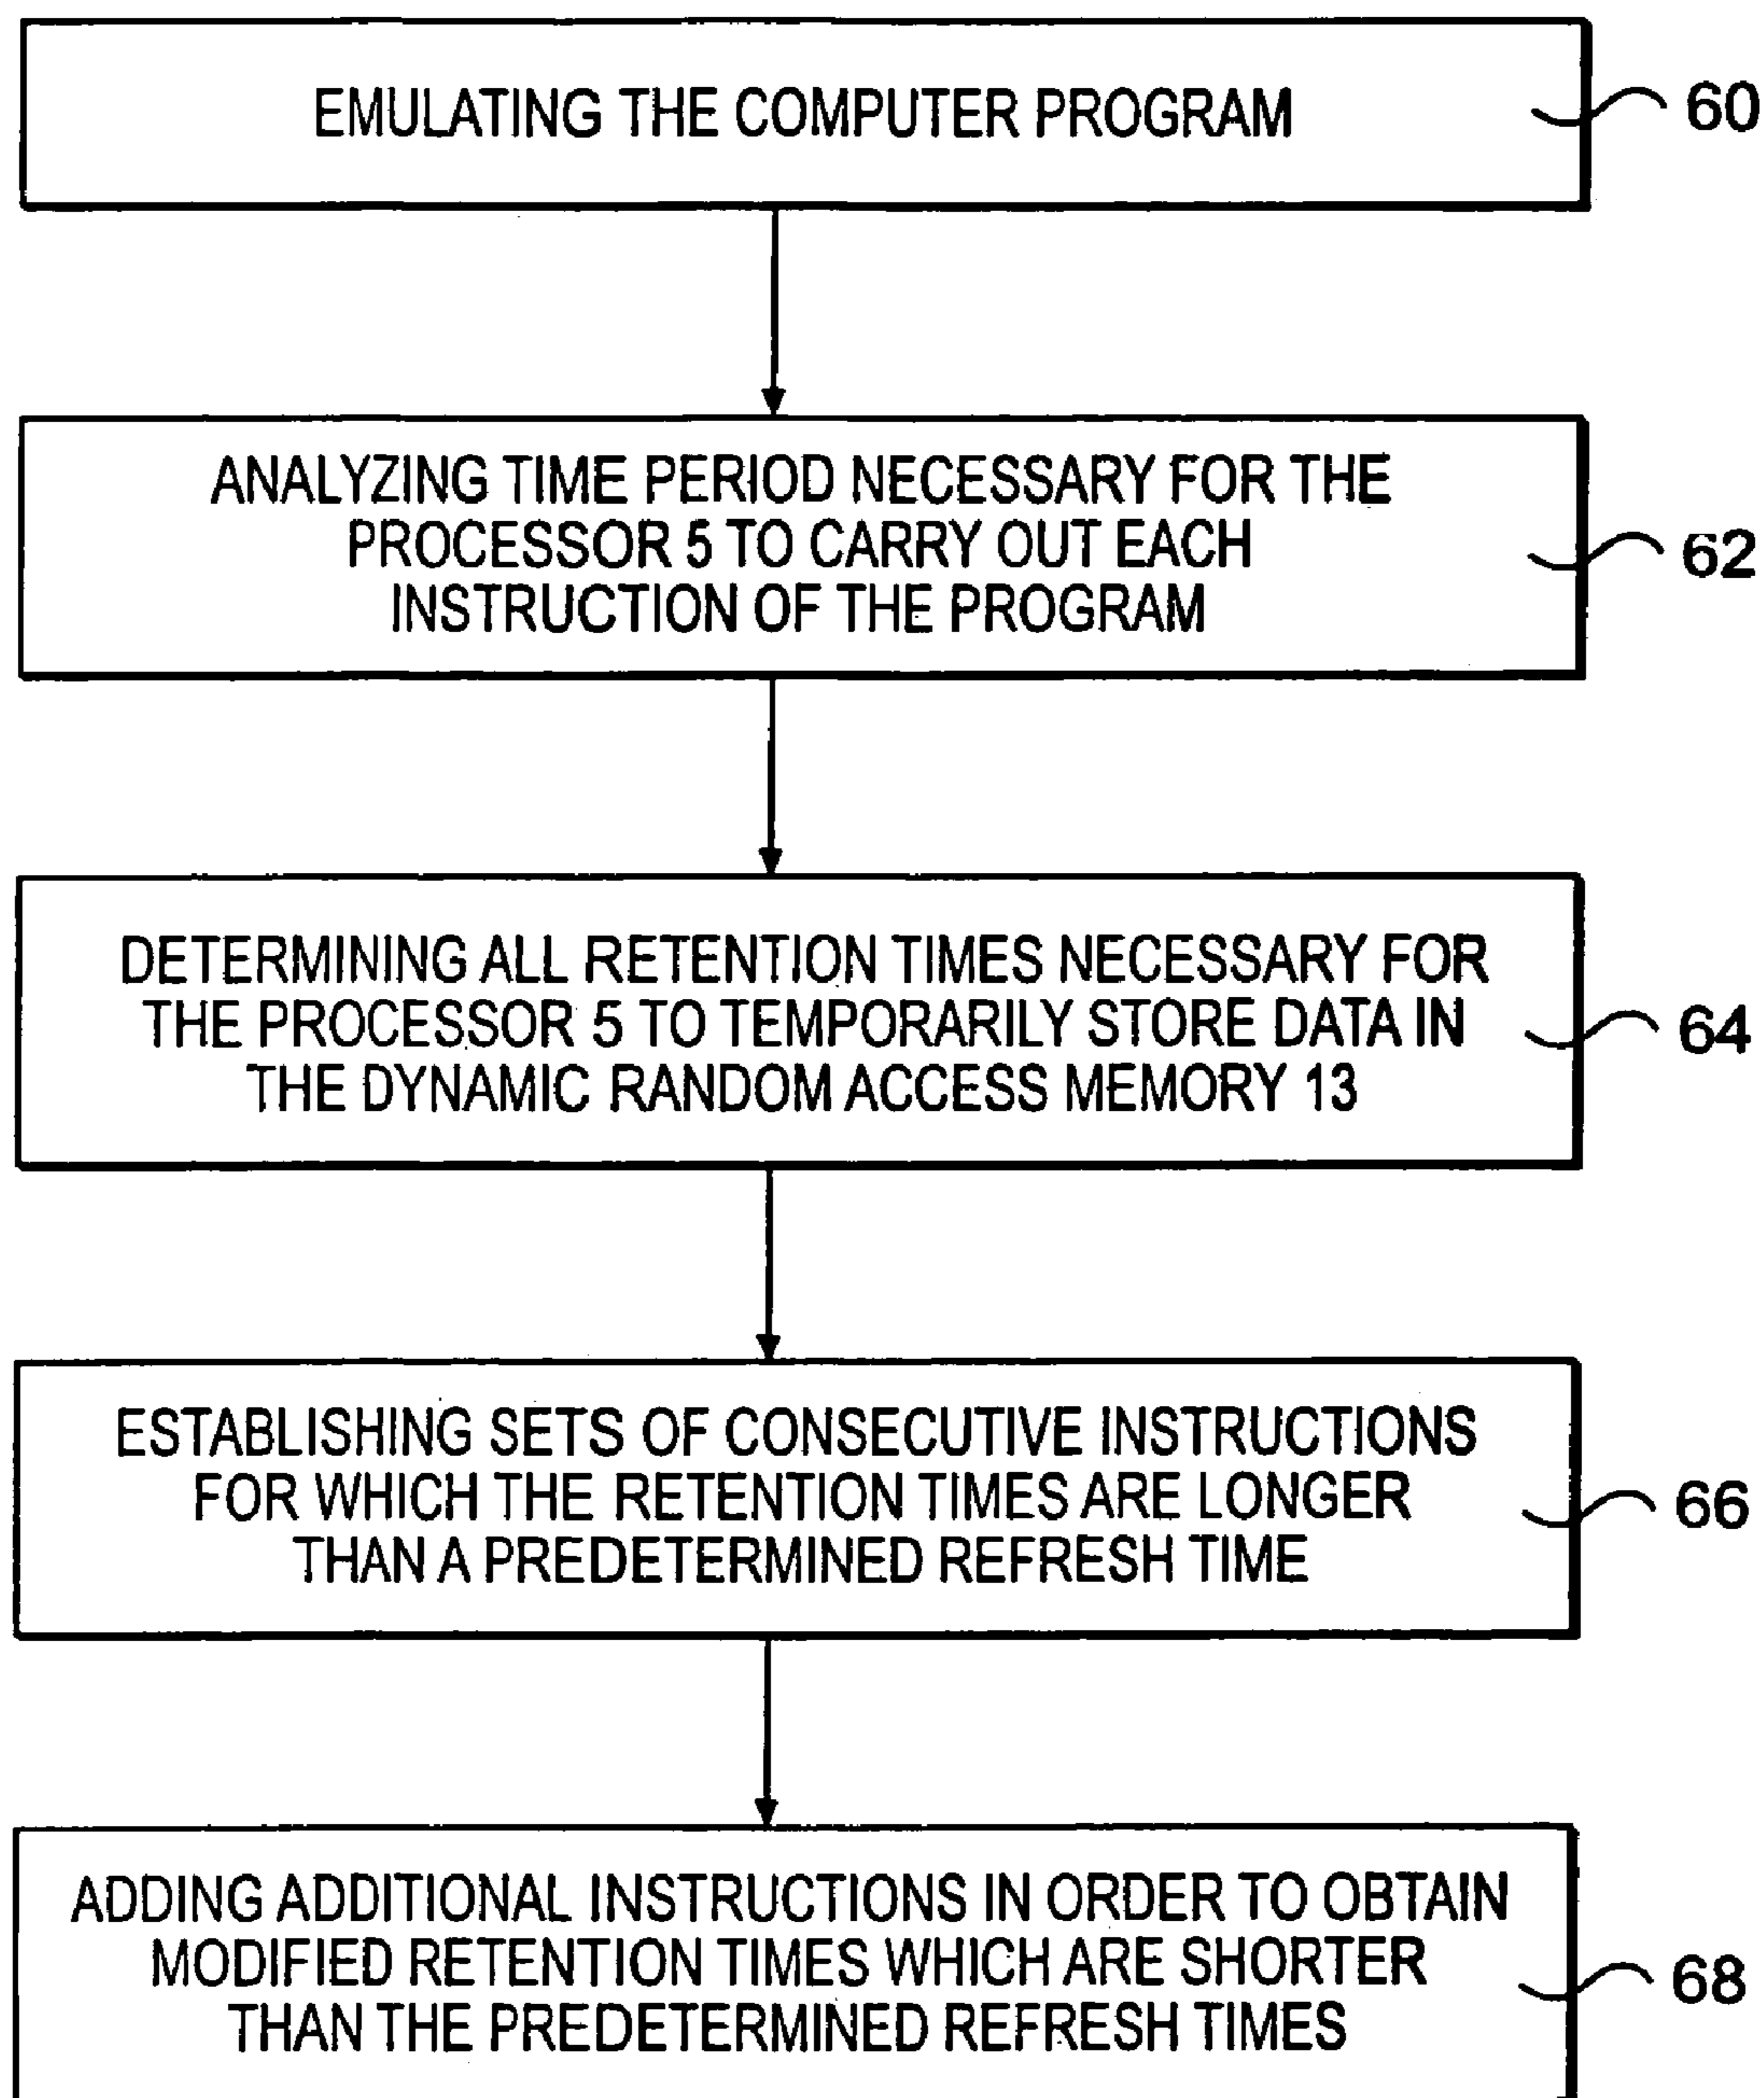 EMULATING THE COMPUTER PROGRAM
60
ANALYZING TIME PERIOD NECESSARY FOR THE
PROCESSOR 5 TO CARRY OUT EACH
INSTRUCTION OF THE PROGRAM
62
DETERMINING ALL RETENTION TIMES NECESSARY FOR
THE PROCESSOR 5 TO TEMPORARILY STORE DATA IN
THE DYNAMIC RANDOM ACCESS MEMORY 13
64
ESTABLISHING SETS OF CONSECUTIVE INSTRUCTIONS
FOR WHICH THE RETENTION TIMES ARE LONGER
THAN A PREDETERMINED REFRESH TIME
66
ADDING ADDITIONAL INSTRUCTIONS IN ORDER TO OBTAIN
MODIFIED RETENTION TIMES WHICH ARE SHORTER
THAN THE PREDETERMINED REFRESH TIMES
68